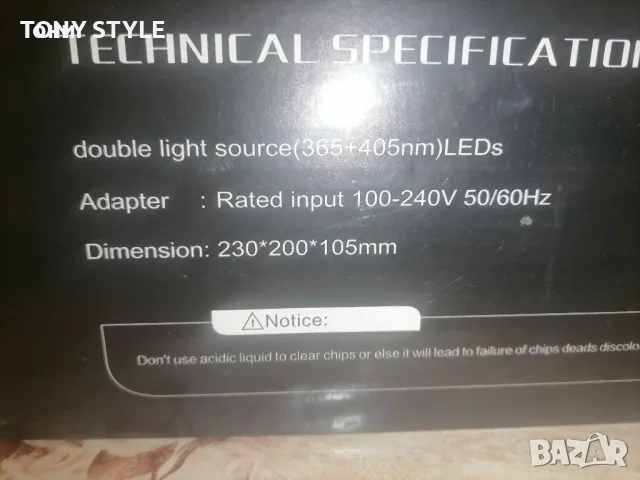 TONY STYLE
TECHNICAL SPECIFICATION
double light source(365+405nm)LEDs
Adapter : Rated input 100-240V 50/60Hz
Dimension: 230*200*105mm
⚠Notice:
Don't use acidic liquid to clear chips or else it will lead to failure of chips deads discolo
BAZAR